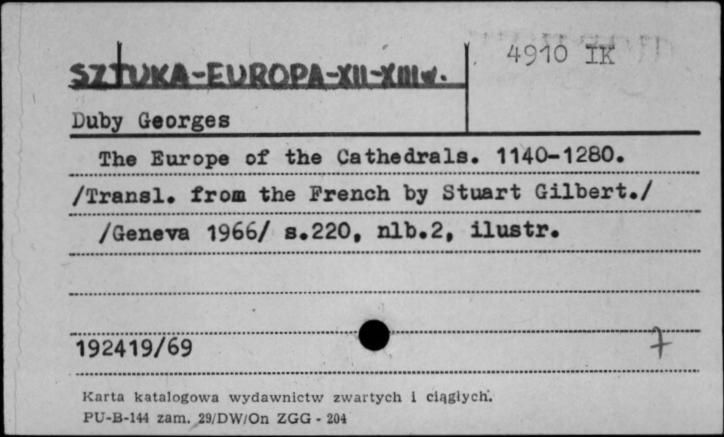 4910 IK
SZTUKA-EUROPA-XII-XIIIw.
Duby Georges
The Europe of the Cathedrals. 1140-1280.
/Transl. from the French by Stuart Gilbert./
/Geneva 1966/ s.220, nlb.2, ilustr.
192419/69
7
Karta katalogowa wydawnictw zwartych i ciągłych.
PU-B-144 zam. 29/DW/On ZGG - 204